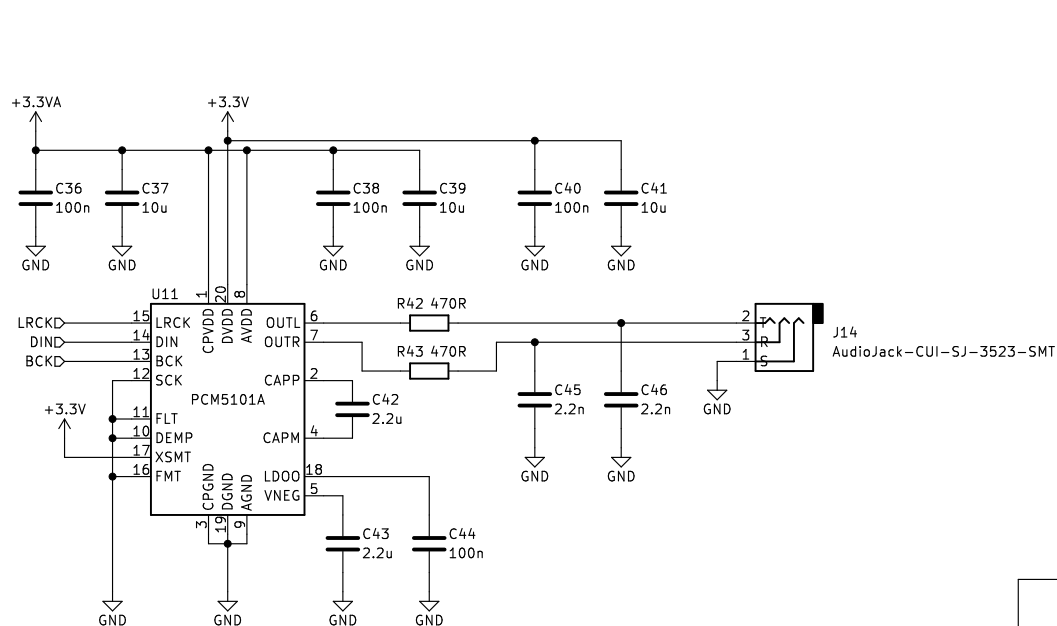 +3.3VA
+3.3V
C36
100n
C37
10u
C38
100n
C39
10u
C40
100n
C41
10u
GND
GND
GND
GND
GND
GND
U11
1
20
8
CPVDD
DVDD
AVDD
LRCK
15
LRCK
DIN
14
DIN
BCK
13
BCK
12
SCK
11
FLT
10
DEMP
17
XSMT
16
FMT
+3.3V
PCM5101A
OUTL
6
OUTR
7
CAPP
2
CAPM
4
LDOO
18
VNEG
5
CPGND
DGND
AGND
3
19
9
R42 470R
R43 470R
C42
2.2u
C45
2.2n
C46
2.2n
GND
GND
2
T
3
R
1
S
J14
AudioJack-CUI-SJ-3523-SMT
GND
C43
2.2u
C44
100n
GND
GND
GND
GND